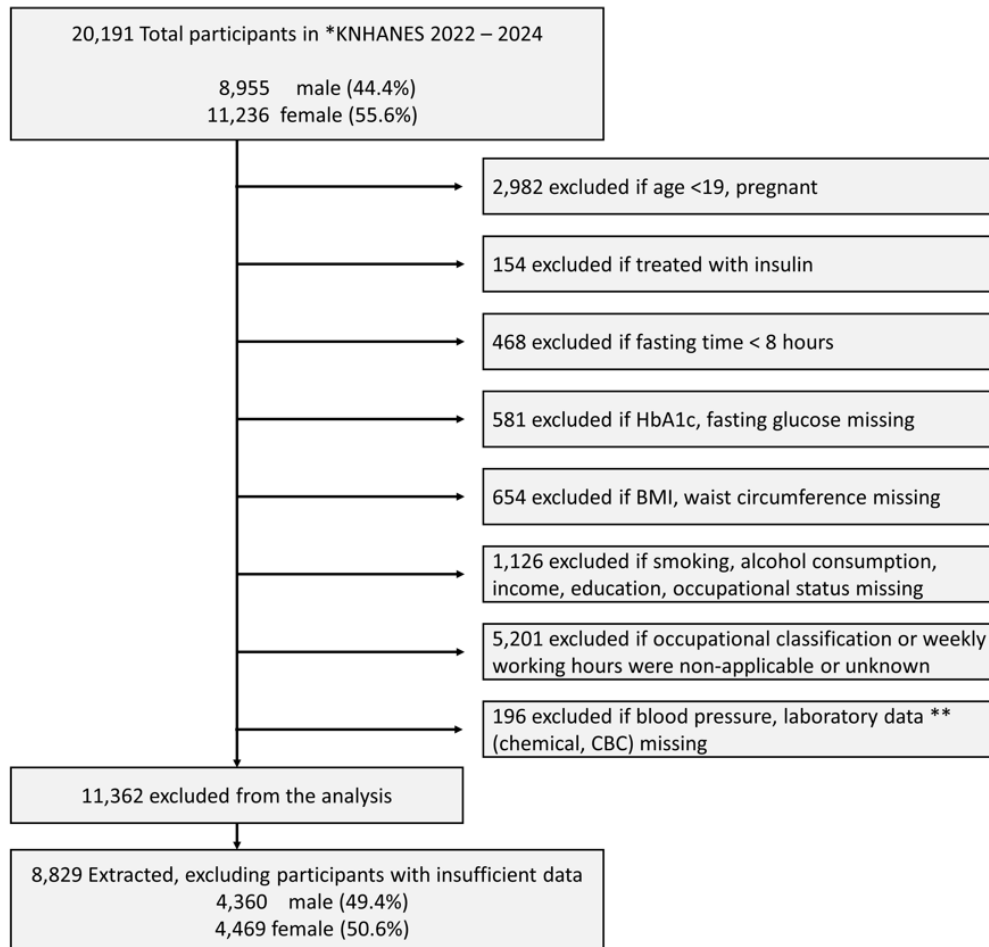 20,191 Total participants in *KNHANES 2022 – 2024
8,955 male (44.4%)
11,236 female (55.6%)
2,982 excluded if age <19, pregnant
154 excluded if treated with insulin
468 excluded if fasting time < 8 hours
581 excluded if HbA1c, fasting glucose missing
654 excluded if BMI, waist circumference missing
1,126 excluded if smoking, alcohol consumption,
income, education, occupational status missing
5,201 excluded if occupational classification or weekly
working hours were non-applicable or unknown
196 excluded if blood pressure, laboratory data **
(chemical, CBC) missing
11,362 excluded from the analysis
8,829 Extracted, excluding participants with insufficient data
4,360 male (49.4%)
4,469 female (50.6%)